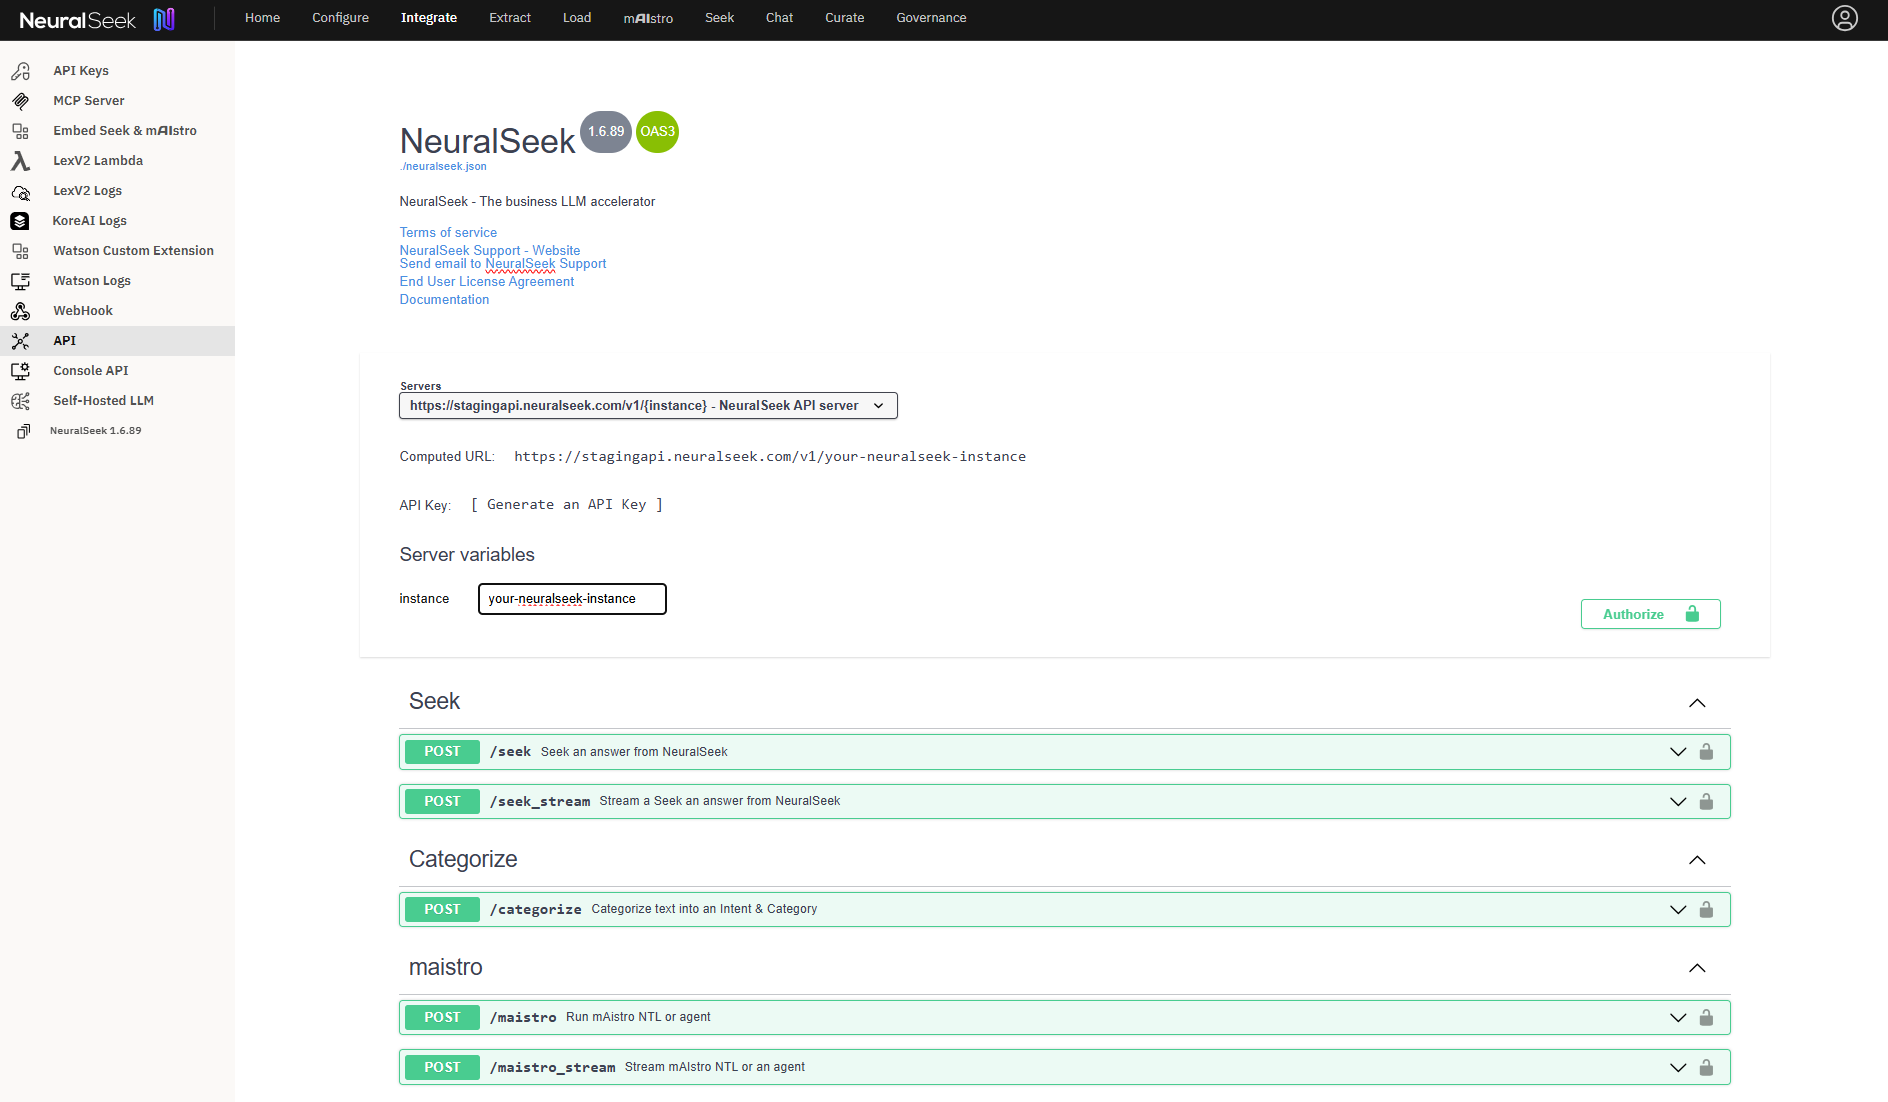 NeuralSeek
Home
Configure
Integrate
Extract
Load
mAIstro
Seek
Chat
Curate
Governance
API Keys
MCP Server
Embed Seek & mAIstro
LexV2 Lambda
LexV2 Logs
KoreAI Logs
Watson Custom Extension
Watson Logs
WebHook
API
Console API
Self-Hosted LLM
NeuralSeek 1.6.89
NeuralSeek 1.6.89 OAS3
./neuralseek.json
NeuralSeek - The business LLM accelerator
Terms of service
NeuralSeek Support - Website
Send email to NeuralSeek Support
End User License Agreement
Documentation
Servers
https://stagingapi.neuralseek.com/v1/{instance} - NeuralSeek API server
Computed URL: https://stagingapi.neuralseek.com/v1/your-neuralseek-instance
API Key: [ Generate an API Key ]
Server variables
instance your-neuralseek-instance
Authorize
Seek
POST /seek Seek an answer from NeuralSeek
POST /seek_stream Stream a Seek an answer from NeuralSeek
Categorize
POST /categorize Categorize text into an Intent & Category
maistro
POST /maistro Run mAistro NTL or agent
POST /maistro_stream Stream mAIstro NTL or an agent